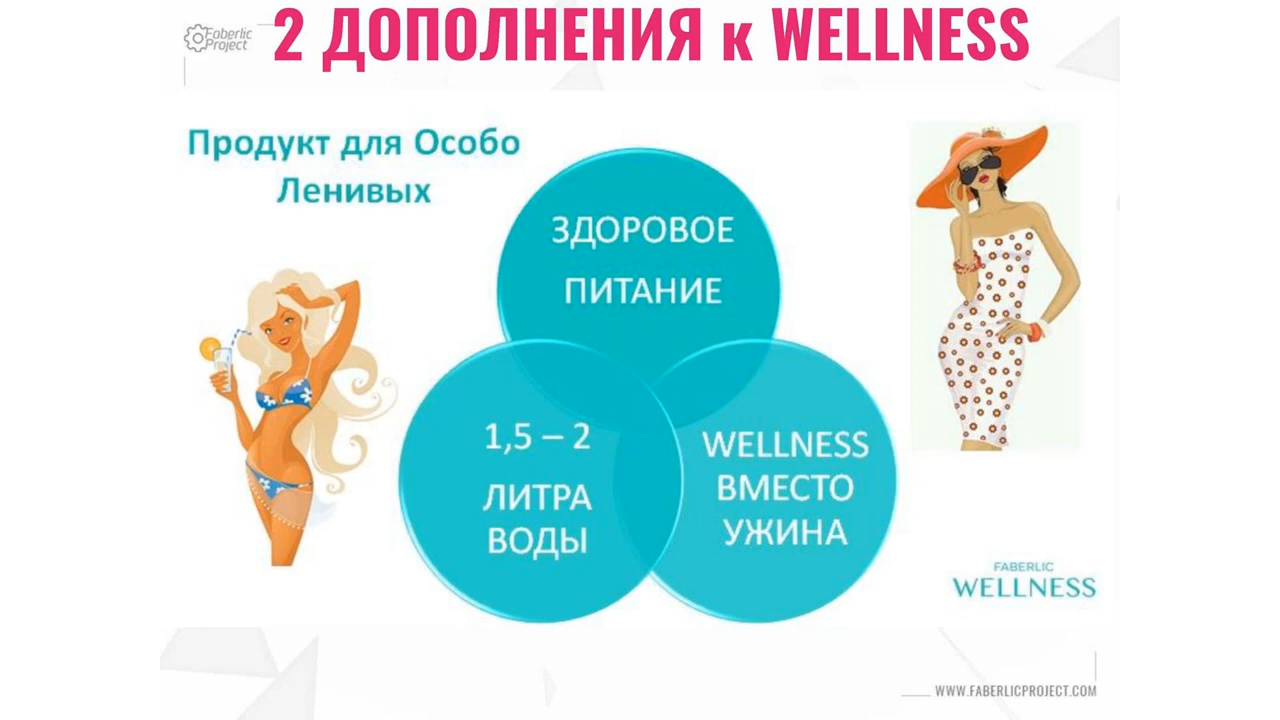 Faberlic
Project
2 ДОПОЛНЕНИЯ к WELLNESS
Продукт для Особо
Ленивых
ЗДОРОВОЕ
ПИТАНИЕ
1,5 – 2
ЛИТРА
ВОДЫ
WELLNESS
ВМЕСТО
УЖИНА
FABERLIC
WELLNESS
WWW.FABERLICPROJECT.COM